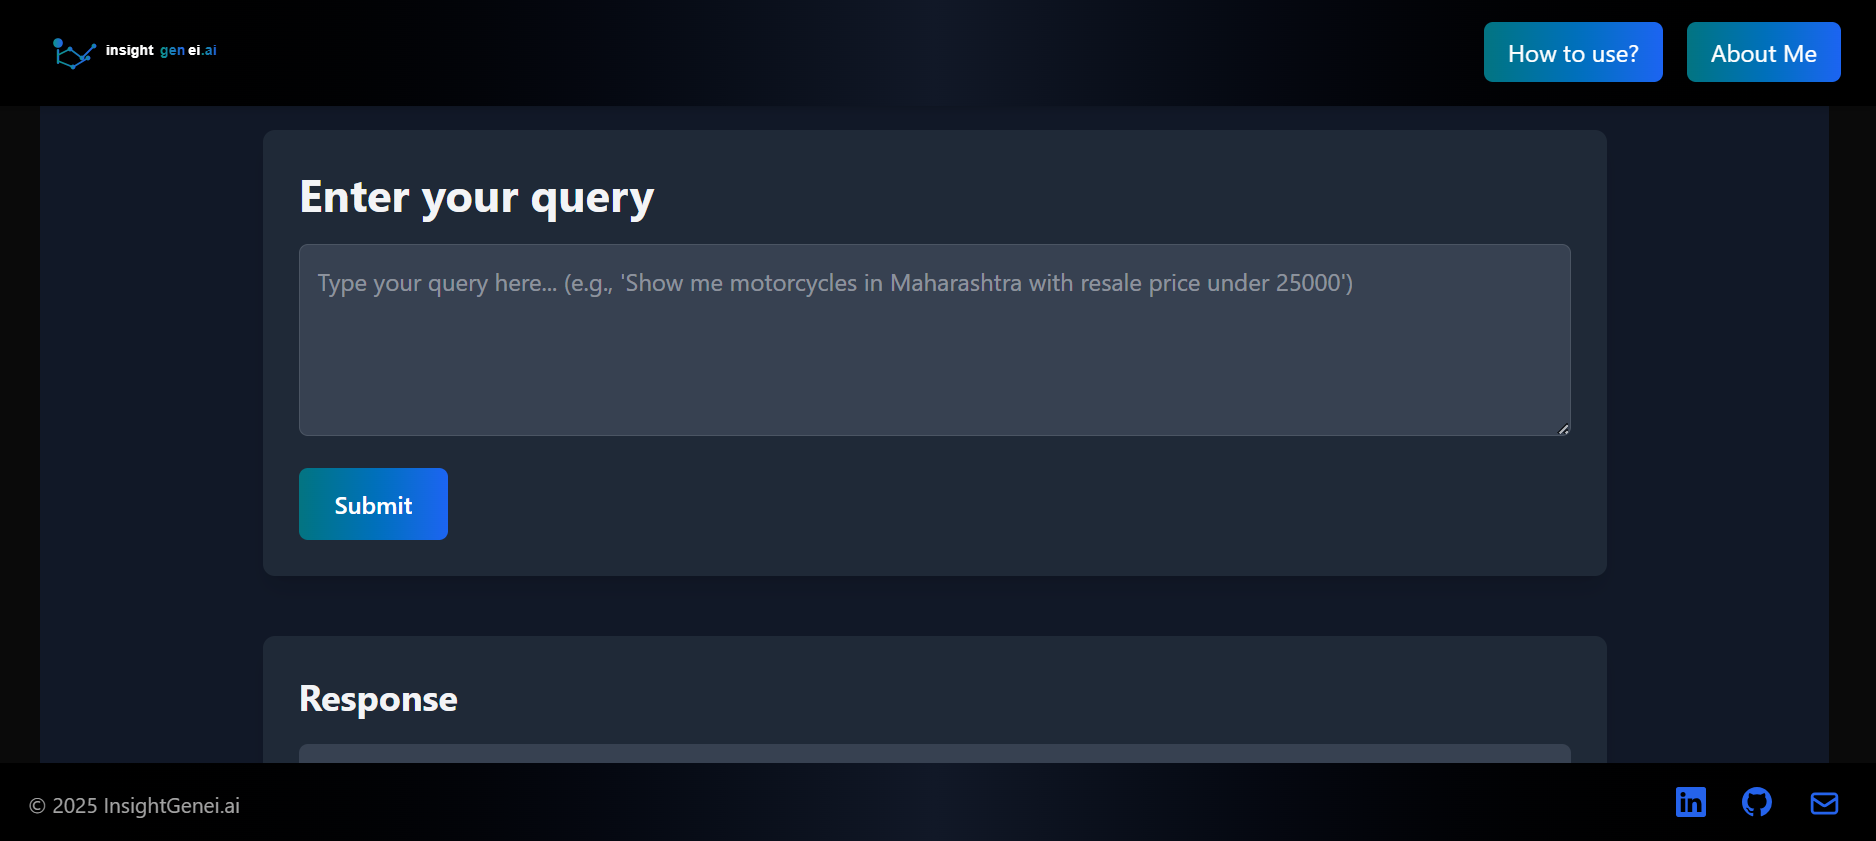 insight gen ei.ai
How to use?
About Me
Enter your query
Type your query here... (e.g., 'Show me motorcycles in Maharashtra with resale price under 25000')
Submit
Response
© 2025 InsightGenei.ai
in